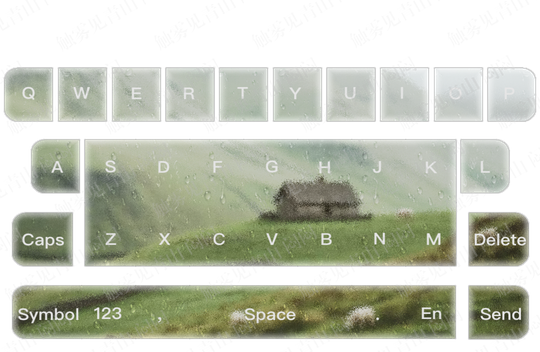 Q W E R T Y U I O P
A S D F G H J K L
Caps Z X C V B N M Delete
Symbol 123 , Space . En Send